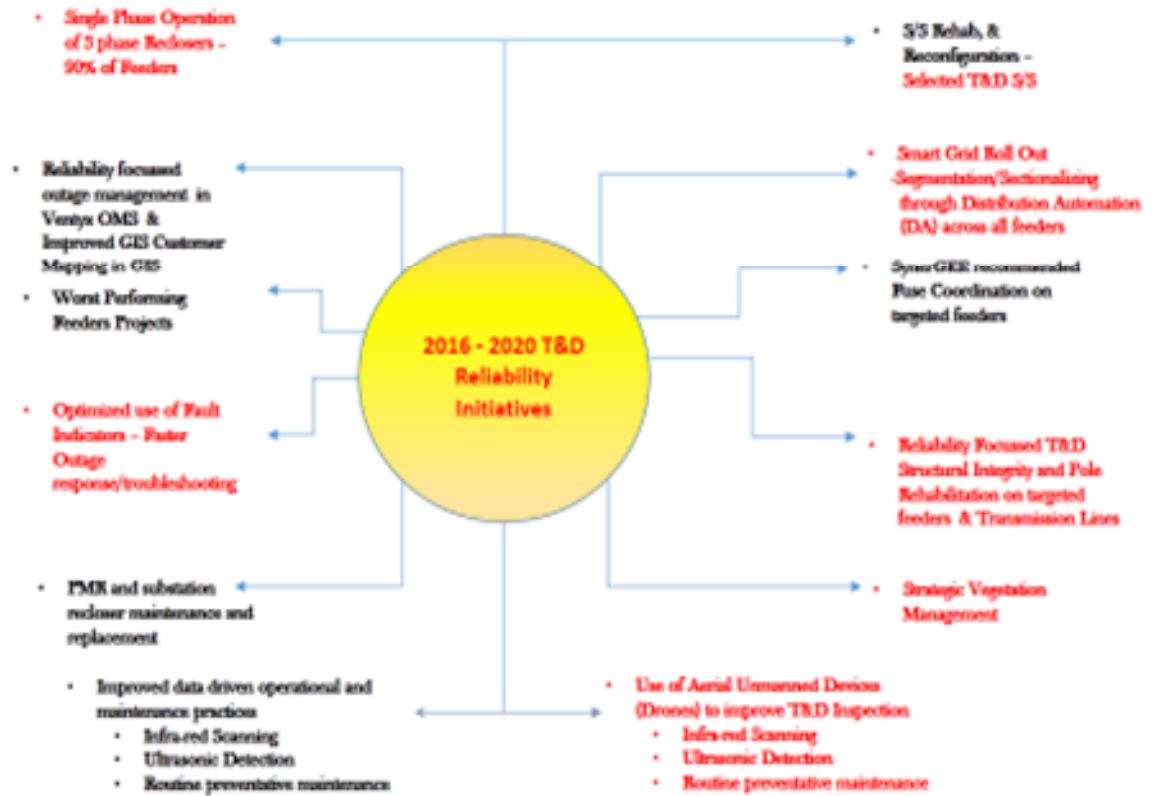 • Single Phase Operation
of 3 phase Reclosers –
90% of Feeders
• Reliability focussed
outage management in
Ventyx OMS &
Improved GIS Customer
Mapping in GIS
• Worst Performing
Feeders Projects
• Optimized use of Fault
Indicators – Faster
Outage
response/troubleshooting
• PMR and substation
recloser maintenance and
replacement
• Improved data driven operational and
maintenance practices
• Infra-red Scanning
• Ultrasonic Detection
• Routine preventative maintenance
2016 - 2020 T&D
Reliability
Initiatives
• S/S Rehab, &
Reconfiguration –
Selected T&D S/S
• Smart Grid Roll Out
-Segmentation/Sectionalizing
through Distribution Automation
(DA) across all feeders
• SynerGEE recommended
Fuse Coordination on
targeted feeders
• Reliability Focussed T&D
Structural Integrity and Pole
Rehabilitation on targeted
feeders & Transmission Lines
• Strategic Vegetation
Management
• Use of Aerial Unmanned Devices
(Drones) to improve T&D Inspection
• Infra-red Scanning
• Ultrasonic Detection
• Routine preventative maintenance